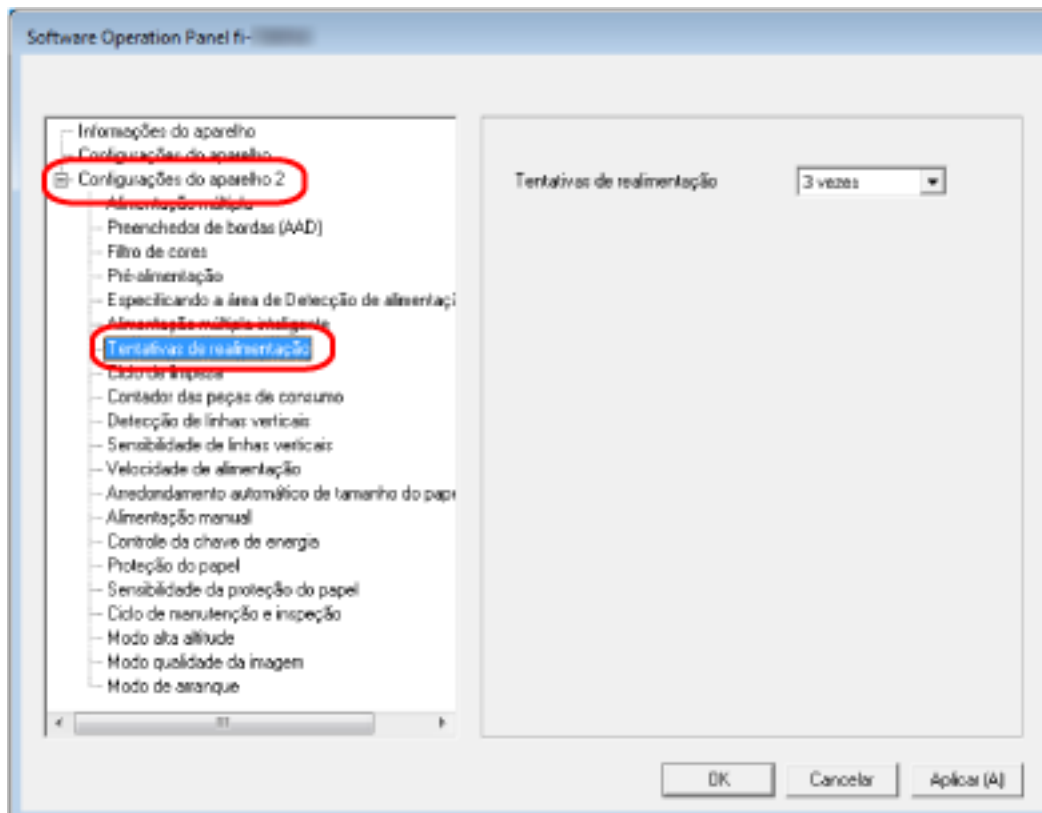 Software Operation Panel fi-
Informações do aparelho
Configurações do aparelho
Configurações do aparelho 2
Alimentação múltipla
Preenchedor de bordas (AAD)
Filtro de cores
Pré-alimentação
Especificando a área de Detecção de alimentaçã
Alimentação múltipla inteligente
Tentativas de realimentação
Ciclo de limpeza
Contador das peças de consumo
Detecção de linhas verticais
Sensibilidade de linhas verticais
Velocidade de alimentação
Arredondamento automático de tamanho do pape
Alimentação manual
Controle da chave de energia
Proteção do papel
Sensibilidade da proteção do papel
Ciclo de manutenção e inspeção
Modo alta altitude
Modo qualidade da imagem
Modo de arranque
Tentativas de realimentação
3 vezes
OK
Cancelar
Aplicar (A)